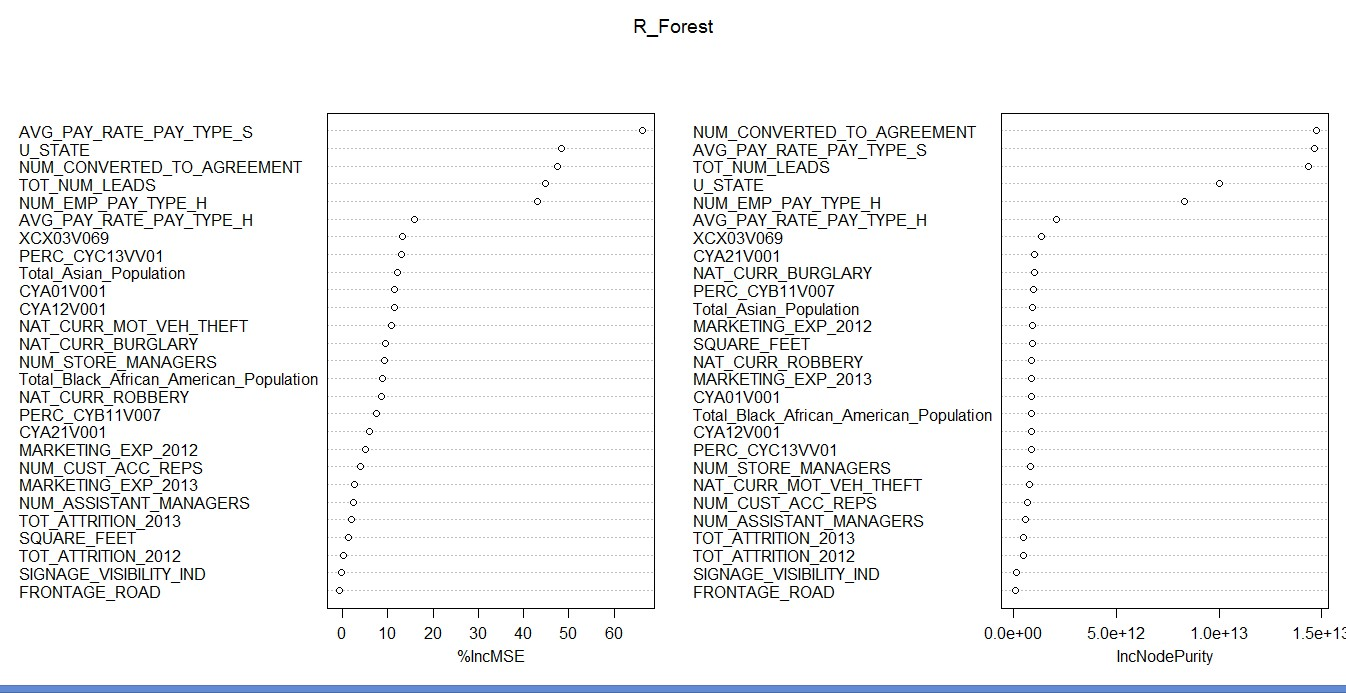 R_Forest
AVG_PAY_RATE_PAY_TYPE_S
U_STATE
NUM_CONVERTED_TO_AGREEMENT
TOT_NUM_LEADS
NUM_EMP_PAY_TYPE_H
AVG_PAY_RATE_PAY_TYPE_H
XCX03V069
PERC_CYC13VV01
Total_Asian_Population
CYA01V001
CYA12V001
NAT_CURR_MOT_VEH_THEFT
NAT_CURR_BURGLARY
NUM_STORE_MANAGERS
Total_Black_African_American_Population
NAT_CURR_ROBBERY
PERC_CYB11V007
CYA21V001
MARKETING_EXP_2012
NUM_CUST_ACC_REPS
MARKETING_EXP_2013
NUM_ASSISTANT_MANAGERS
TOT_ATTRITION_2013
SQUARE_FEET
TOT_ATTRITION_2012
SIGNAGE_VISIBILITY_IND
FRONTAGE_ROAD
0 10 20 30 40 50 60
%IncMSE
NUM_CONVERTED_TO_AGREEMENT
AVG_PAY_RATE_PAY_TYPE_S
TOT_NUM_LEADS
U_STATE
NUM_EMP_PAY_TYPE_H
AVG_PAY_RATE_PAY_TYPE_H
XCX03V069
CYA21V001
NAT_CURR_BURGLARY
PERC_CYB11V007
Total_Asian_Population
MARKETING_EXP_2012
SQUARE_FEET
NAT_CURR_ROBBERY
MARKETING_EXP_2013
CYA01V001
Total_Black_African_American_Population
CYA12V001
PERC_CYC13VV01
NUM_STORE_MANAGERS
NAT_CURR_MOT_VEH_THEFT
NUM_CUST_ACC_REPS
NUM_ASSISTANT_MANAGERS
TOT_ATTRITION_2013
TOT_ATTRITION_2012
SIGNAGE_VISIBILITY_IND
FRONTAGE_ROAD
0.0e+00 5.0e+12 1.0e+13 1.5e+13
IncNodePurity